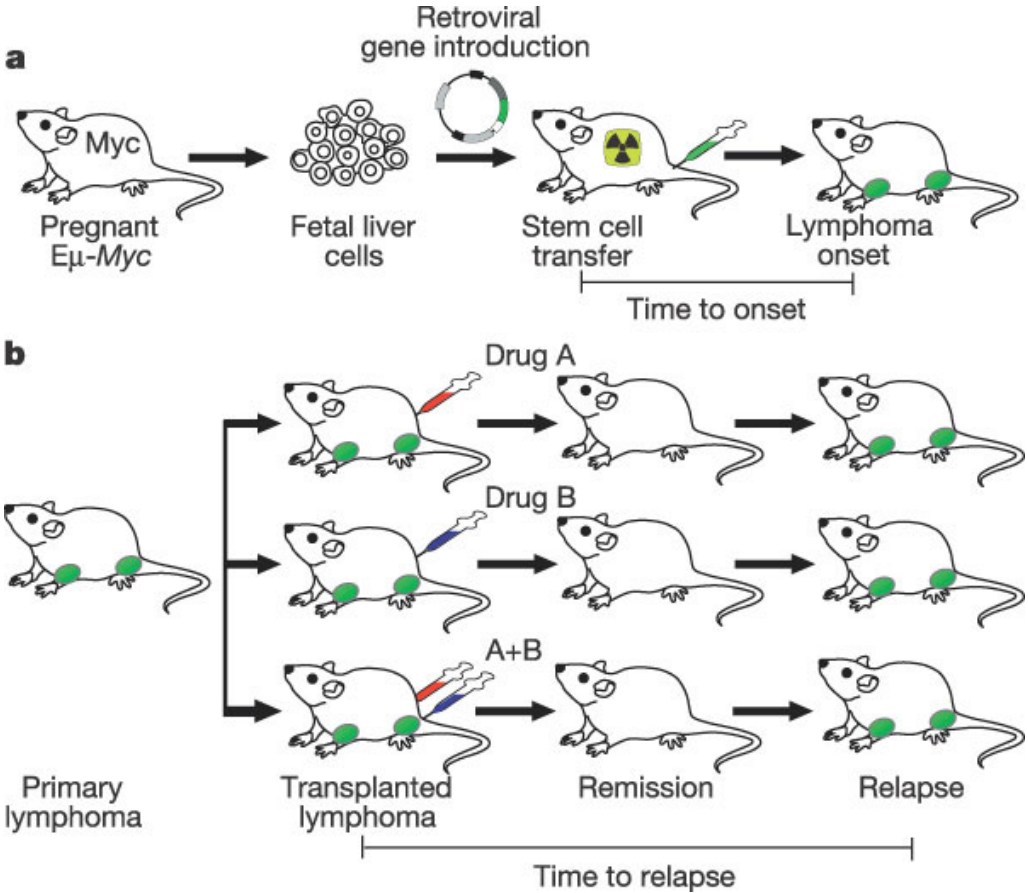 Retroviral
gene introduction
a
Myc
Pregnant
Eμ-Myc
Fetal liver
cells
Stem cell
transfer
Lymphoma
onset
Time to onset
b
Drug A
Drug B
A+B
Primary
lymphoma
Transplanted
lymphoma
Remission
Relapse
Time to relapse